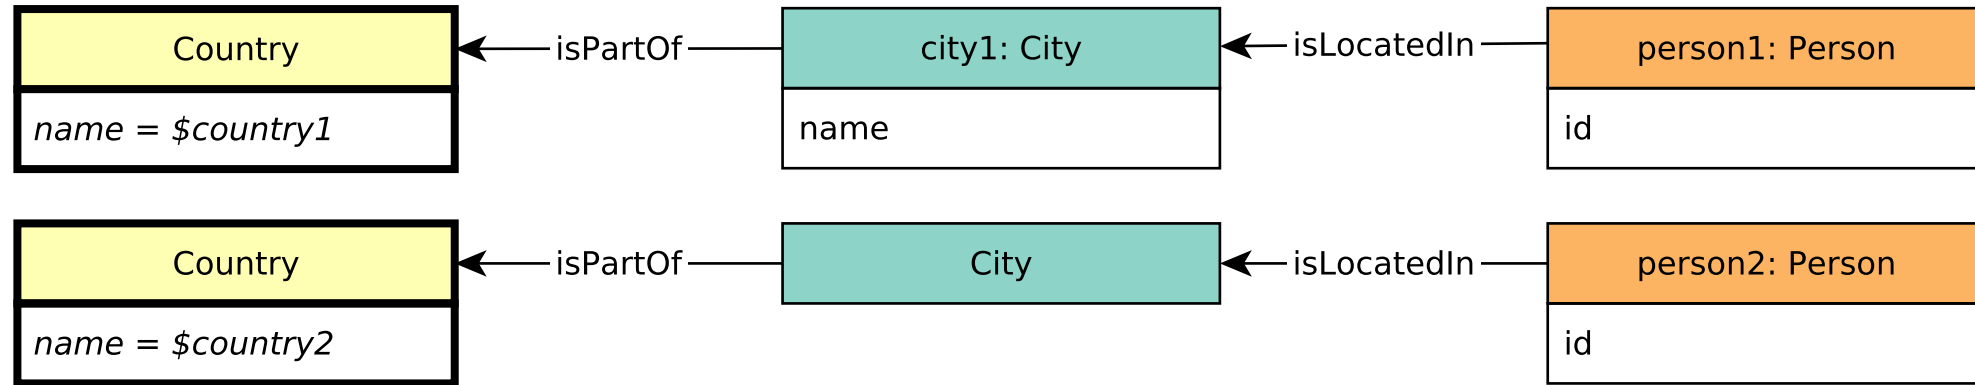 Country isPartOf city1: City isLocatedIn person1: Person
name = $country1 name id
Country isPartOf City isLocatedIn person2: Person
name = $country2 id